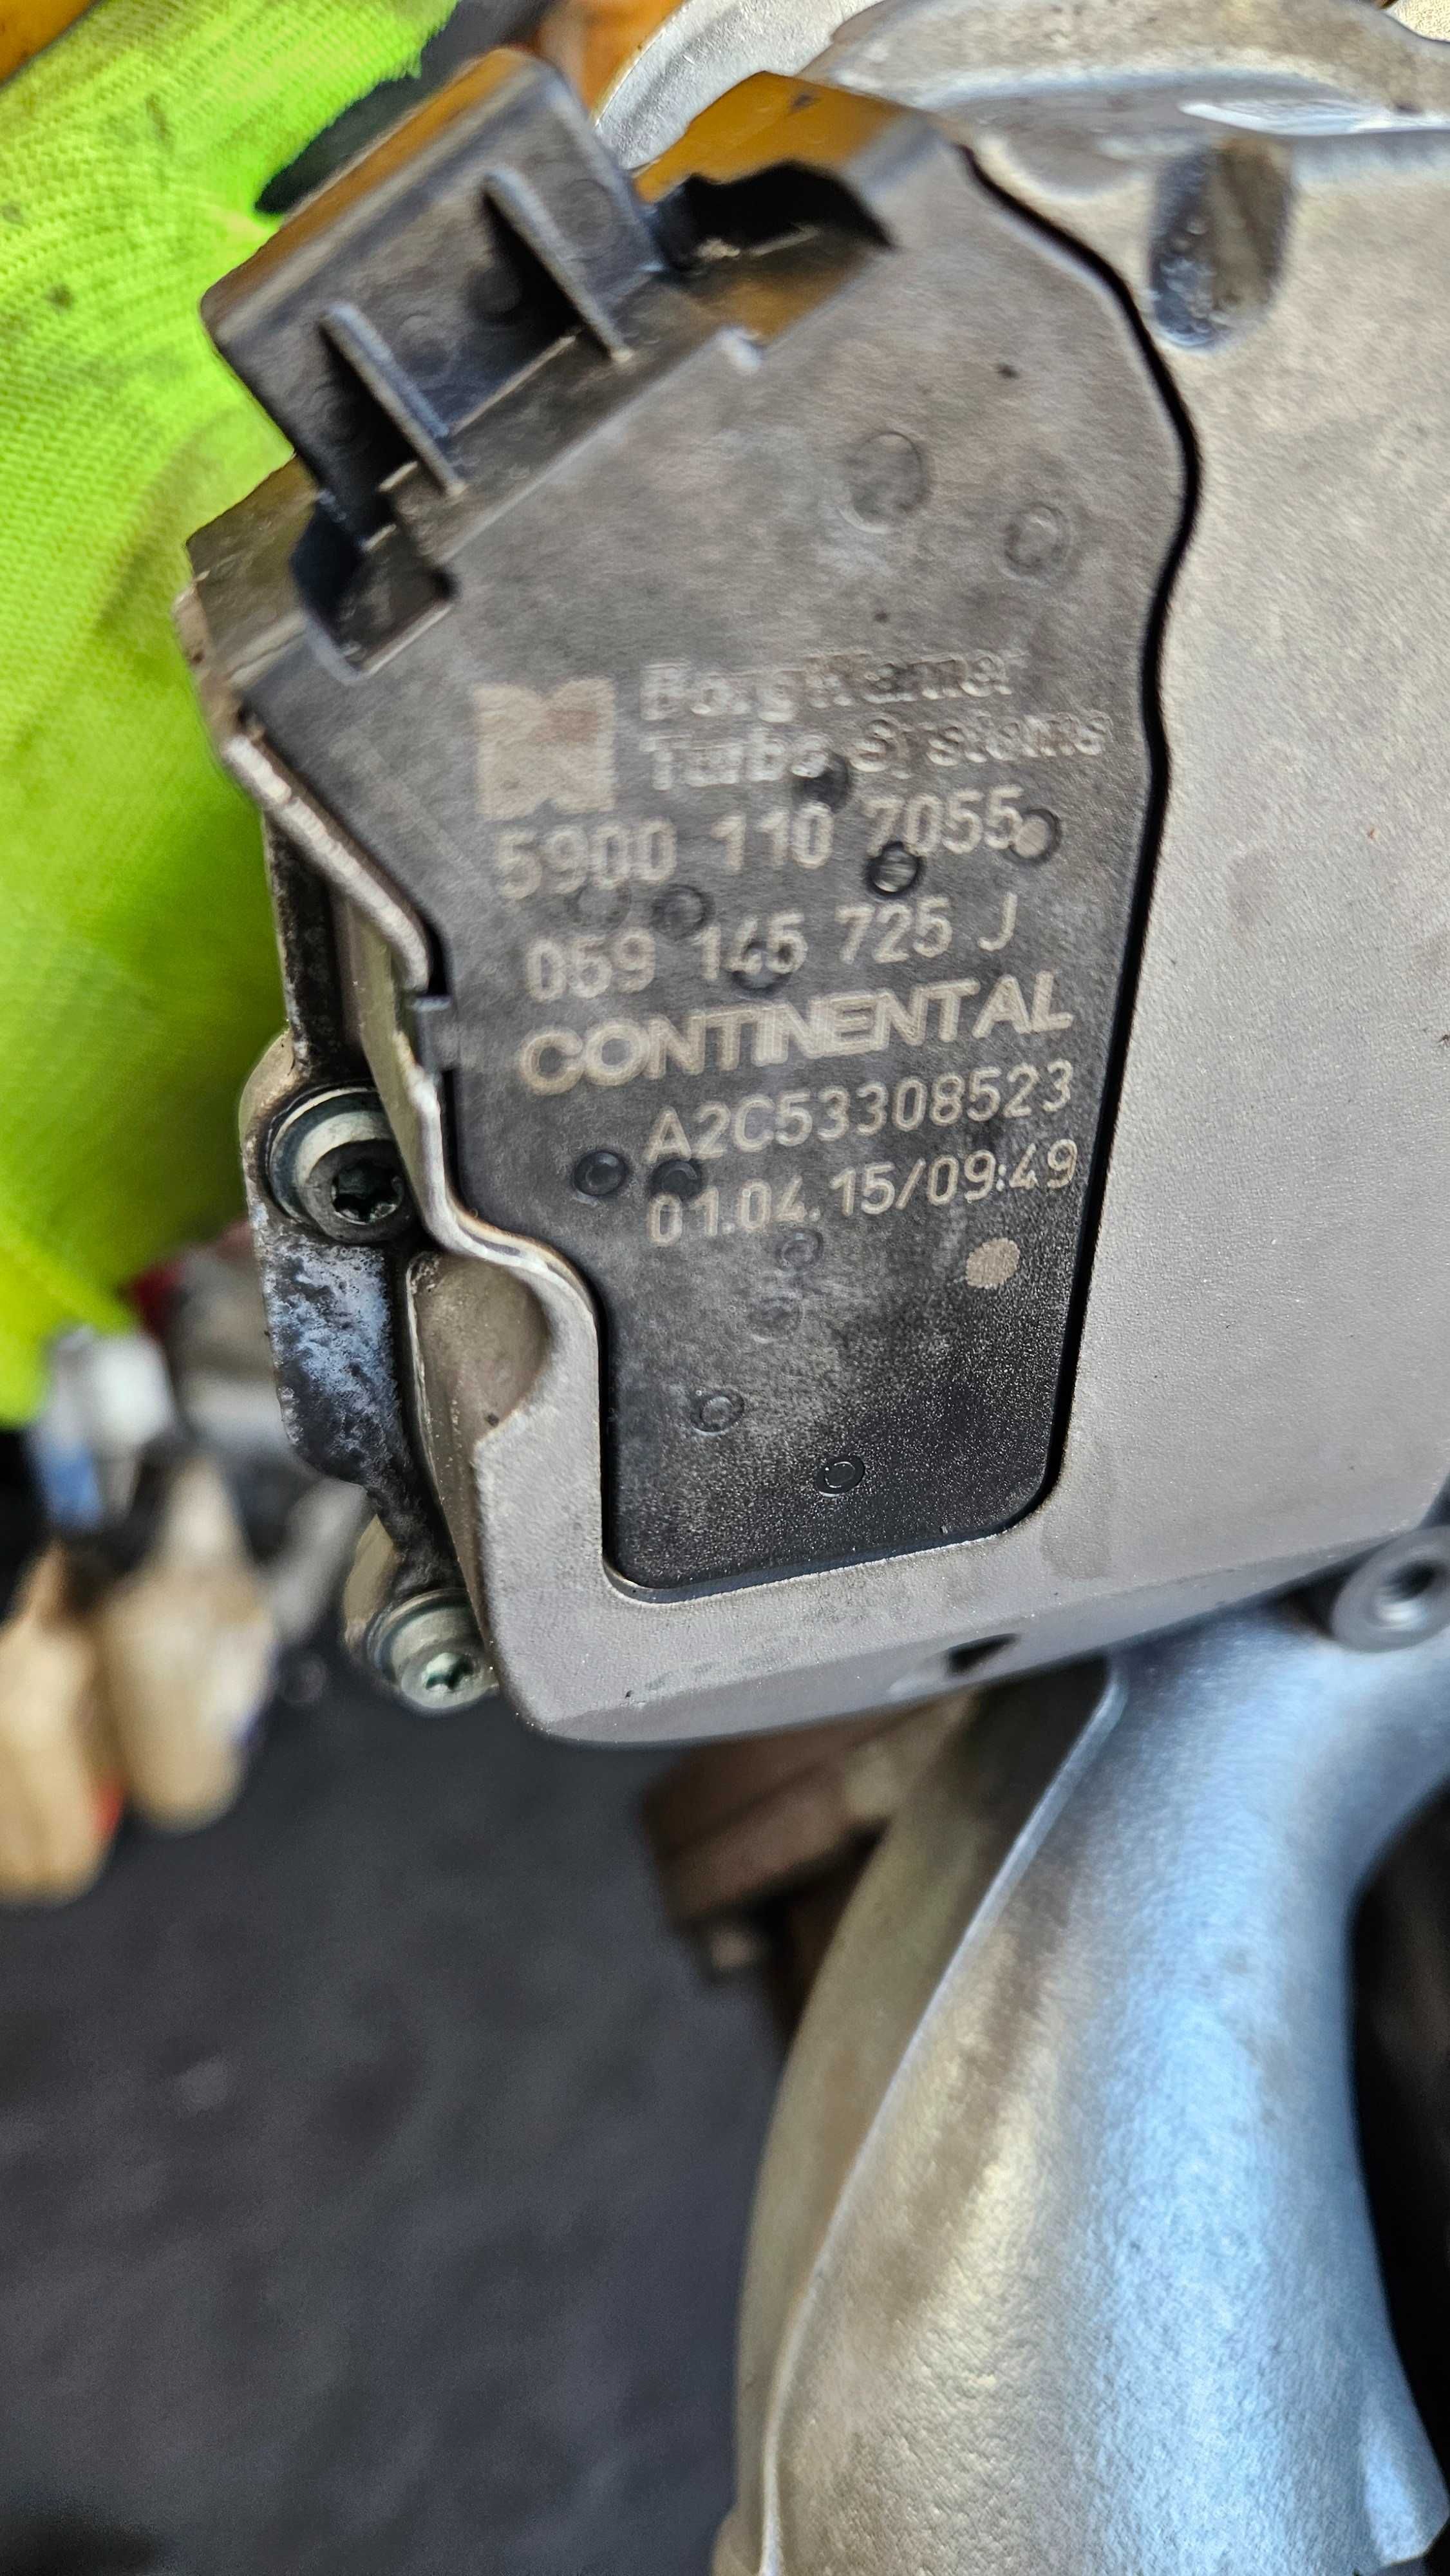 BorgWarner
Turbo Systems
5900 110 7055
059 145 725 J
CONTINENTAL
A2C53308523
01.04.15/09:49